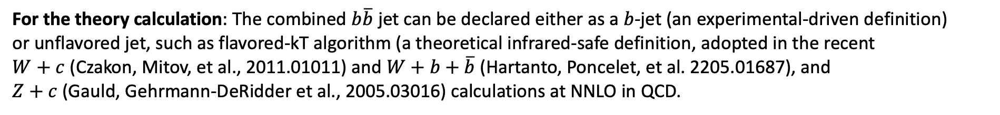 For the theory calculation: The combined 𝑏𝑏̅ jet can be declared either as a 𝑏-jet (an experimental-driven definition)
or unflavored jet, such as flavored-kT algorithm (a theoretical infrared-safe definition, adopted in the recent
𝑊 + 𝑐 (Czakon, Mitov, et al., 2011.01011) and 𝑊 + 𝑏 + 𝑏̅ (Hartanto, Poncelet, et al. 2205.01687), and
𝑍 + 𝑐 (Gauld, Gehrmann-DeRidder et al., 2005.03016) calculations at NNLO in QCD.